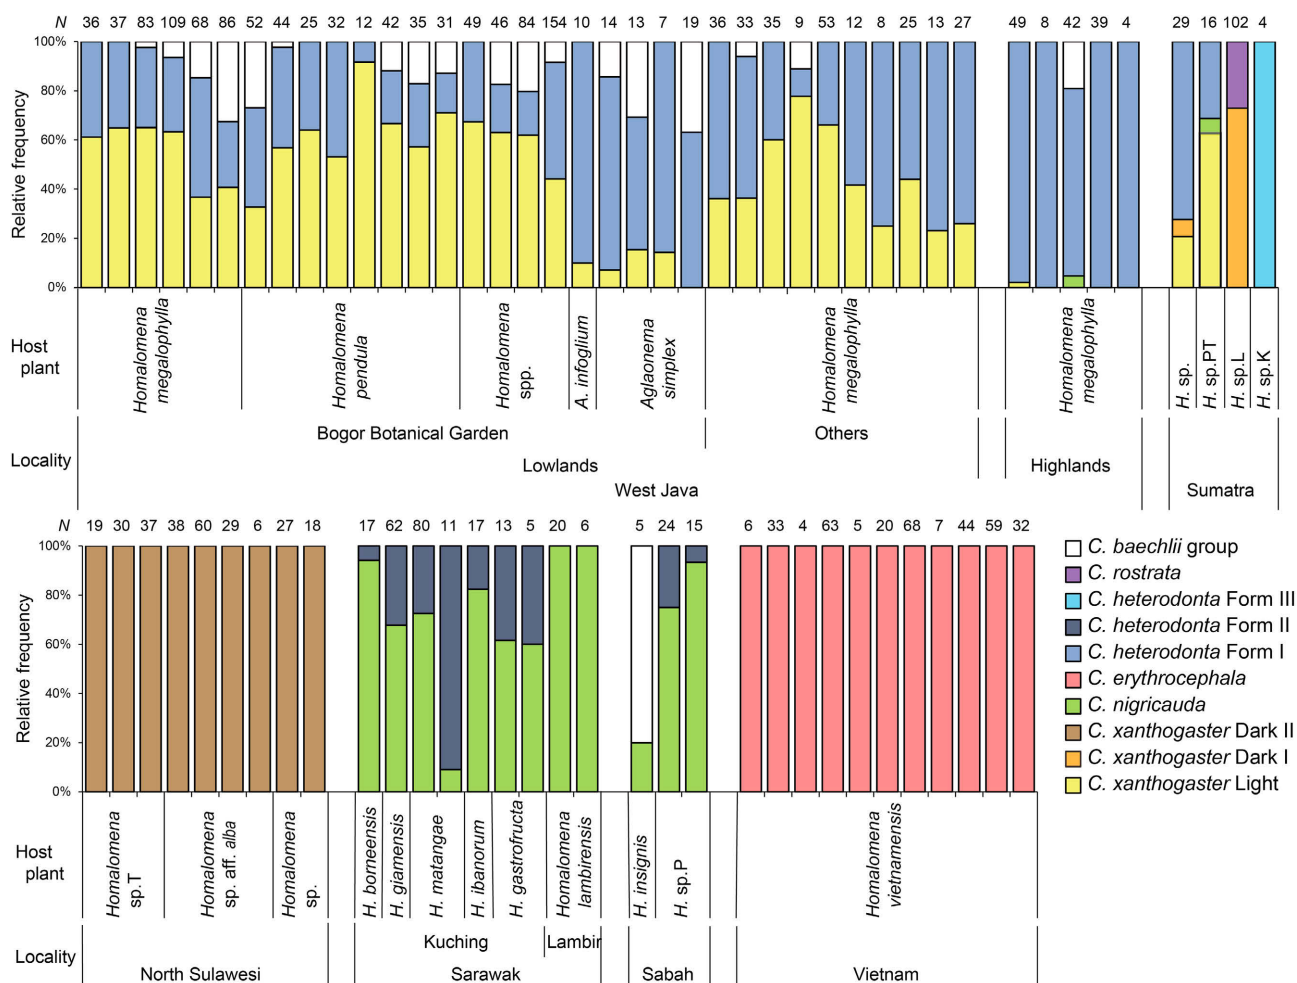 N 36 37 83 109 68 86 52 44 25 32 12 42 35 31 49 46 84 154 10 14 13 7 19 36 33 35 9 53 12 8 25 13 27 49 8 42 39 4 29 16 102 4
100%
80%
60%
40%
20%
0%
Relative frequency
Host
plant
Homalomena
megalophylla
Homalomena
pendula
Homalomena
spp.
A. infoglium
Aglaonema
simplex
Homalomena
megalophylla
Homalomena
megalophylla
H. sp.
H. sp.PT
H. sp.L
H. sp.K
Locality
Bogor Botanical Garden
Others
Lowlands
Highlands
West Java
Sumatra
N 19 30 37 38 60 29 6 27 18 17 62 80 11 17 13 5 20 6 5 24 15 6 33 4 63 5 20 68 7 44 59 32
100%
80%
60%
40%
20%
0%
Relative frequency
C. baechlii group
C. rostrata
C. heterodonta Form III
C. heterodonta Form II
C. heterodonta Form I
C. erythrocephala
C. nigricauda
C. xanthogaster Dark II
C. xanthogaster Dark I
C. xanthogaster Light
Host
plant
Homalomena
sp.T
Homalomena
sp. aff. alba
Homalomena
sp.
H. borneensis
H. giamensis
H. matangae
H. ibanorum
H. gastrofructa
Homalomena
lambirensis
H. insignis
H. sp.P
Homalomena
vietnamensis
Locality
Kuching
Lambir
North Sulawesi
Sarawak
Sabah
Vietnam